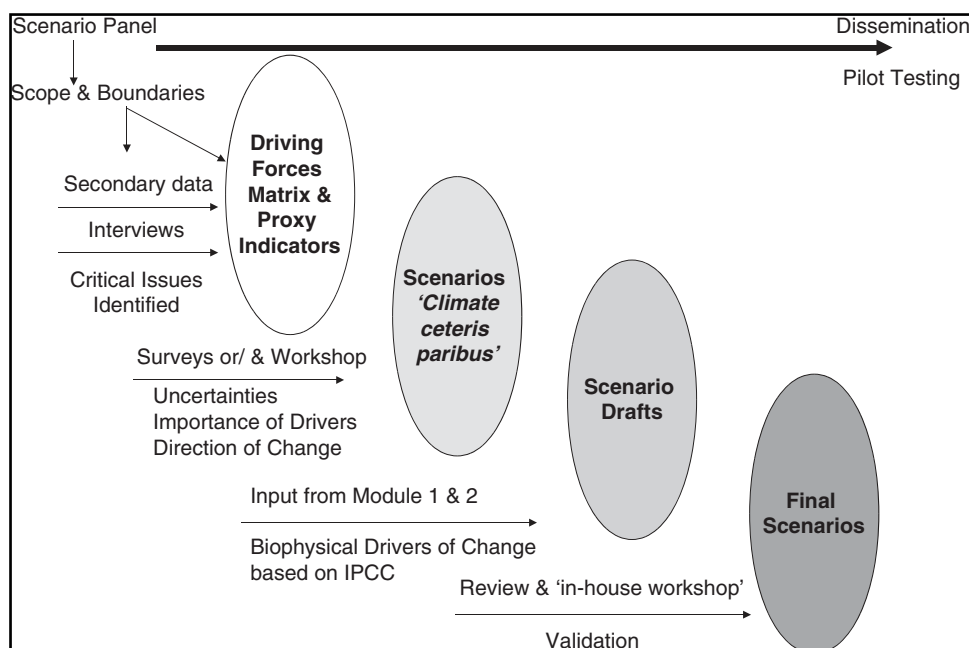 Scenario Panel
Dissemination
Pilot Testing
Scope & Boundaries
Driving
Forces
Matrix &
Proxy
Indicators
Secondary data
Interviews
Critical Issues
Identified
Scenarios
‘Climate
ceteris
paribus’
Surveys or/ & Workshop
Uncertainties
Importance of Drivers
Direction of Change
Scenario
Drafts
Input from Module 1 & 2
Biophysical Drivers of Change
based on IPCC
Final
Scenarios
Review & ‘in-house workshop’
Validation